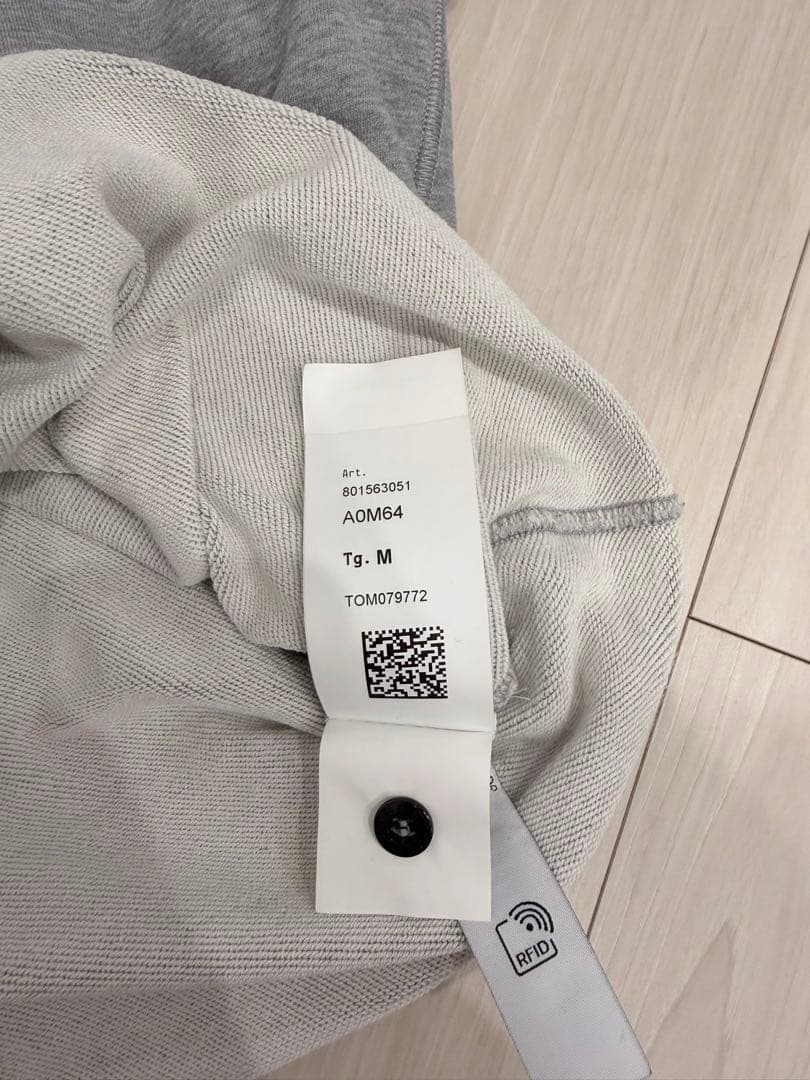 Art.
801563051
A0M64
Tg. M
TOM079772
RFID